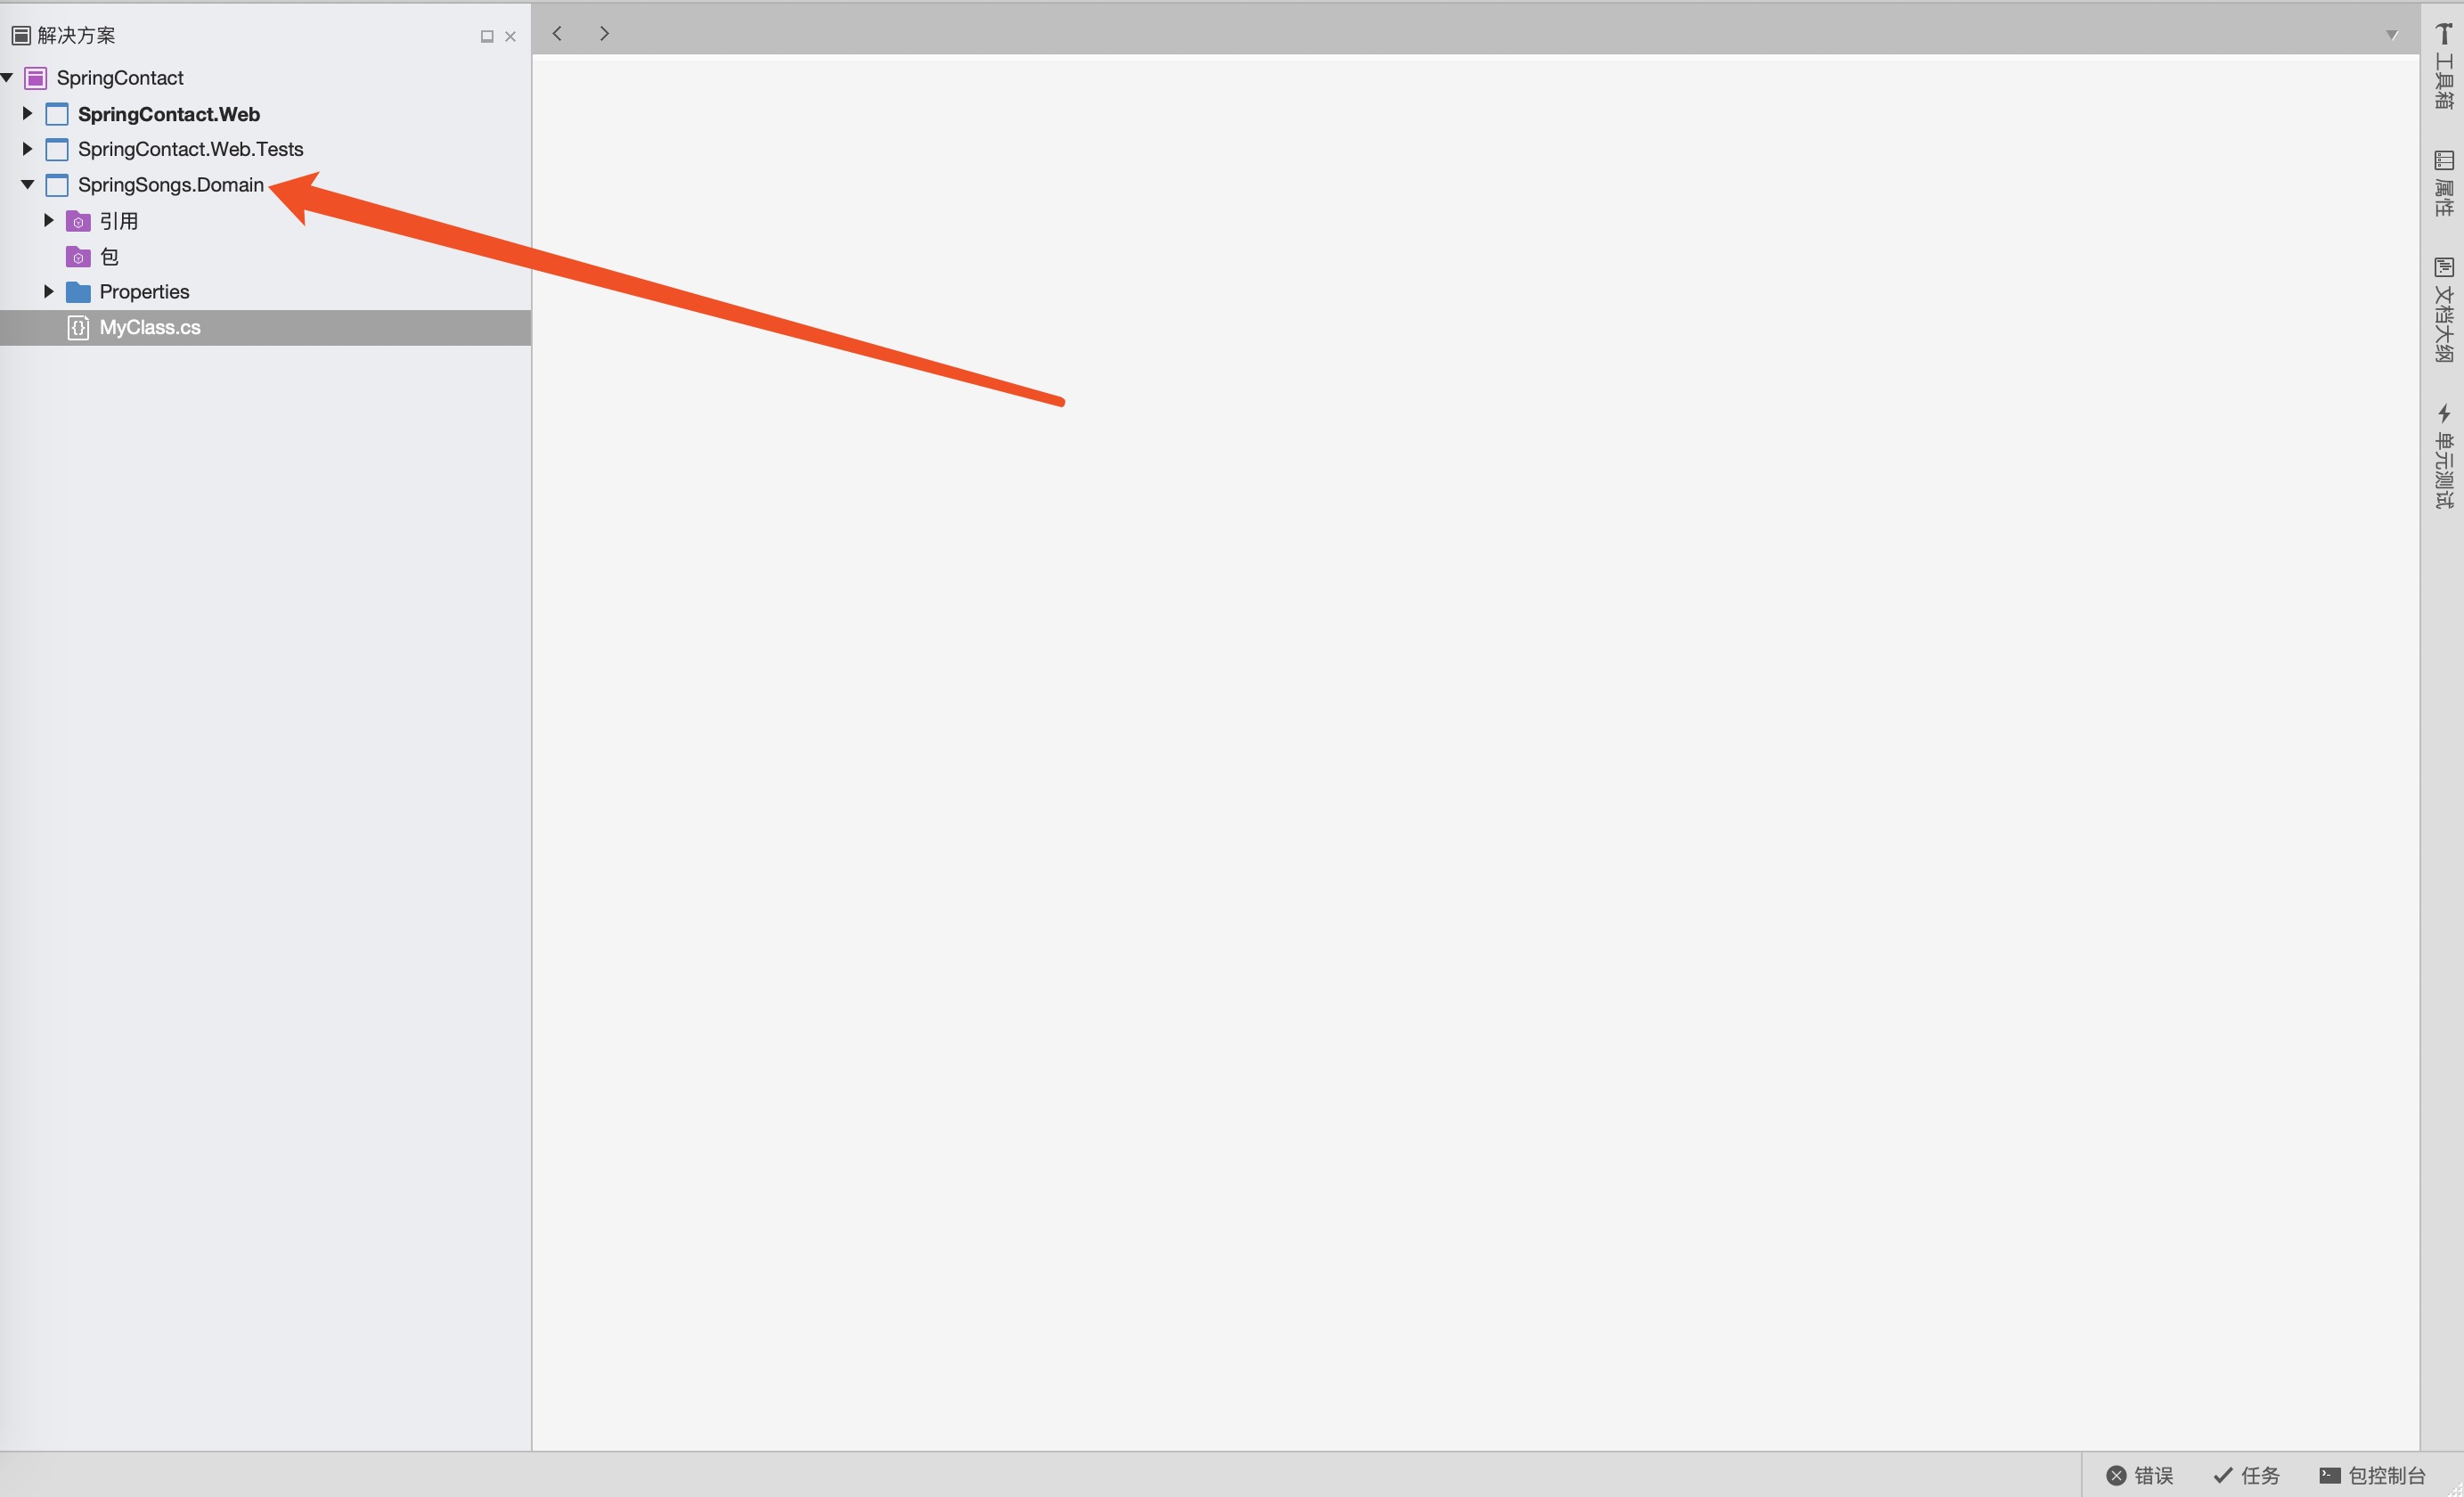 解决方案
SpringContact
SpringContact.Web
SpringContact.Web.Tests
SpringSongs.Domain
引用
包
Properties
MyClass.cs
工具箱
属性
文档大纲
单元测试
错误
任务
包控制台